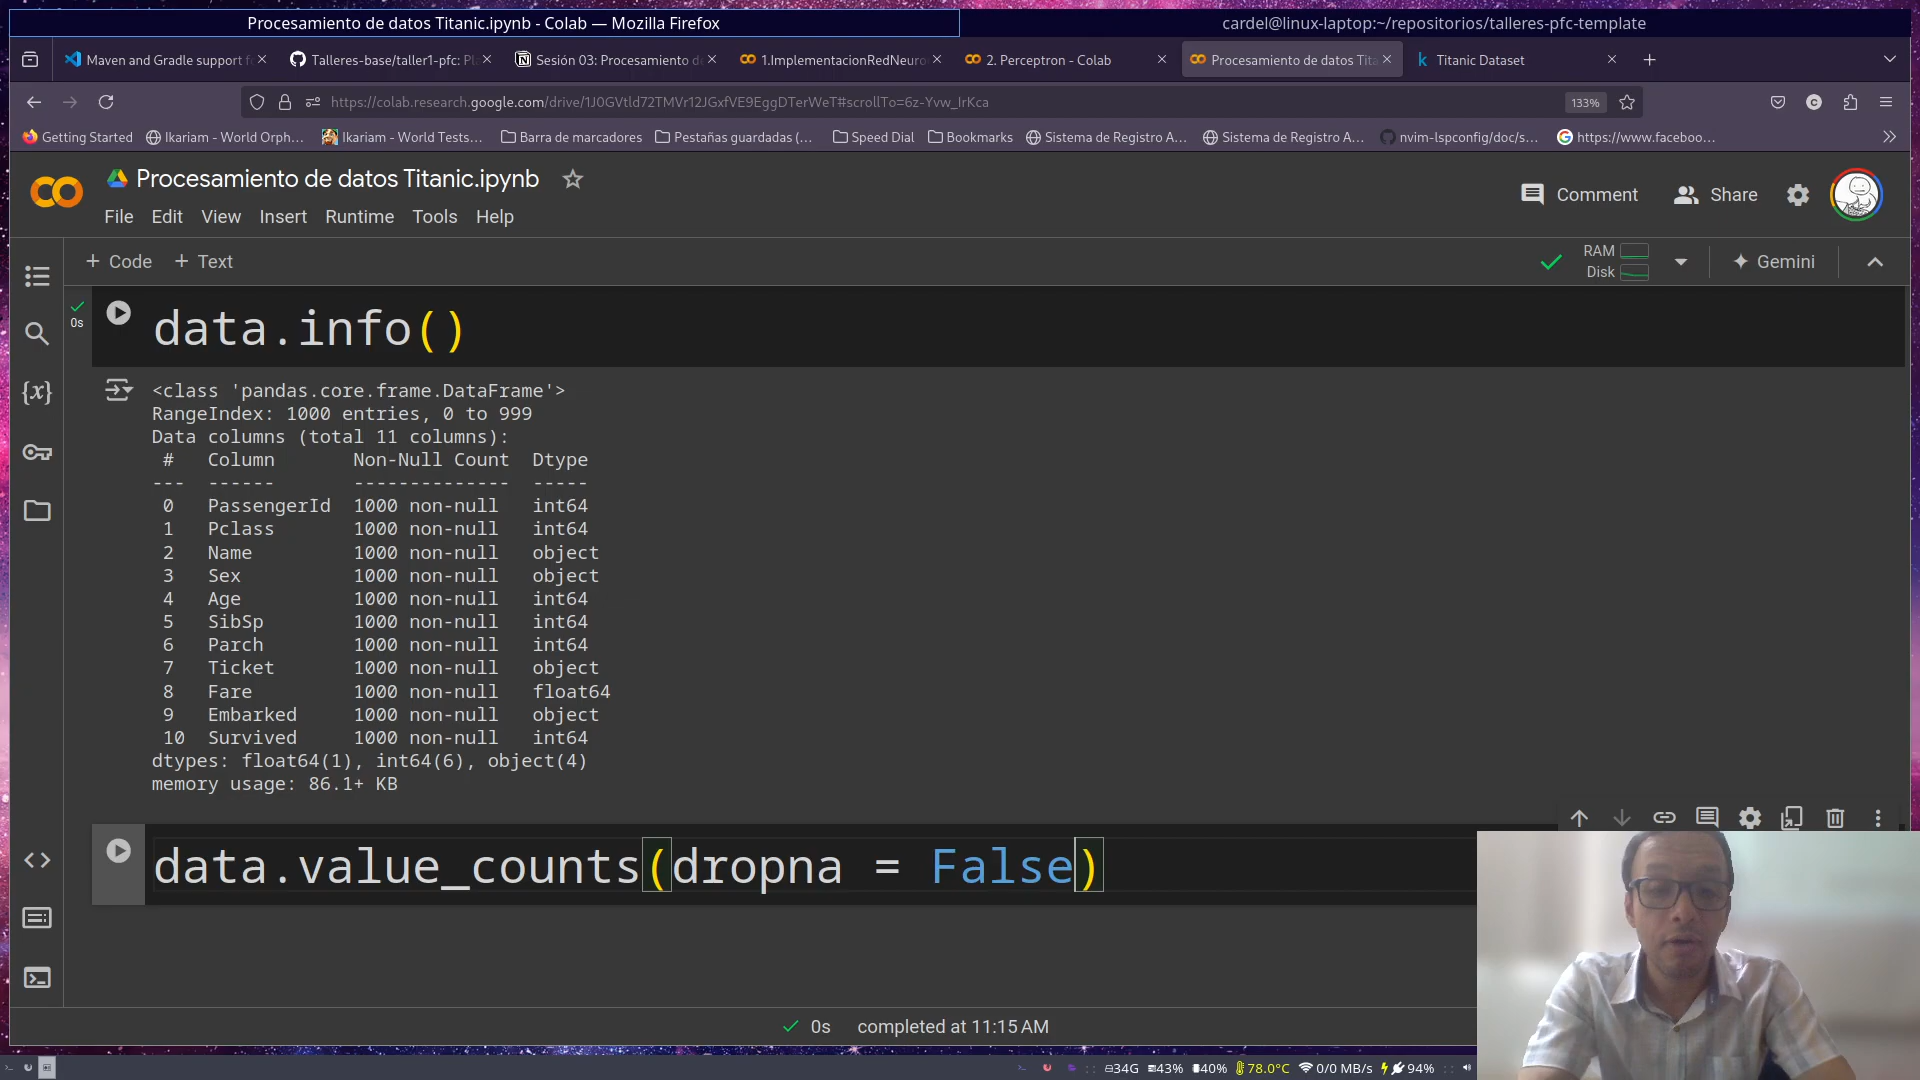 Procesamiento de datos Titanic.ipynb - Colab — Mozilla Firefox
cardel@linux-laptop:~/repositorios/talleres-pfc-template
Maven and Gradle support f
Talleres-base/taller1-pfc: Pl
Sesión 03: Procesamiento d
1.ImplementacionRedNeuro
2. Perceptron - Colab
Procesamiento de datos Tita
Titanic Dataset
https://colab.research.google.com/drive/1J0GVtld72TMVr12JGxfVE9EggDTerWeT#scrollTo=6z-Yvw_IrKca
133%
Getting Started
Ikariam - World Orph...
Ikariam - World Tests...
Barra de marcadores
Pestañas guardadas (...
Speed Dial
Bookmarks
Sistema de Registro A...
Sistema de Registro A...
nvim-lspconfig/doc/s...
https://www.faceboo...
Procesamiento de datos Titanic.ipynb
Comment
Share
File Edit View Insert Runtime Tools Help
+ Code + Text
RAM
Disk
Gemini
0s
data.info()
<class 'pandas.core.frame.DataFrame'>
RangeIndex: 1000 entries, 0 to 999
Data columns (total 11 columns):
# Column Non-Null Count Dtype
--- ------ -------------- -----
0 PassengerId 1000 non-null int64
1 Pclass 1000 non-null int64
2 Name 1000 non-null object
3 Sex 1000 non-null object
4 Age 1000 non-null int64
5 SibSp 1000 non-null int64
6 Parch 1000 non-null int64
7 Ticket 1000 non-null object
8 Fare 1000 non-null float64
9 Embarked 1000 non-null object
10 Survived 1000 non-null int64
dtypes: float64(1), int64(6), object(4)
memory usage: 86.1+ KB
data.value_counts(dropna = False)
0s completed at 11:15 AM
34G 43% 40% 78.0°C 0/0 MB/s 94%